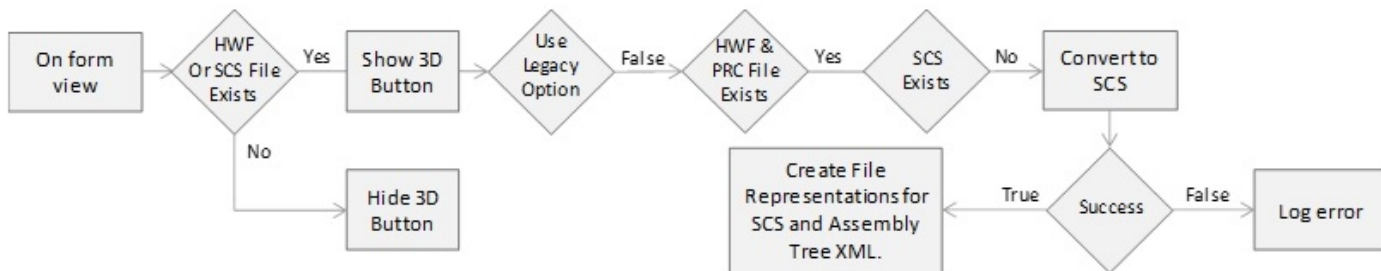 On form
view
HWF
Or SCS File
Exists
Yes
No
Show 3D
Button
Hide 3D
Button
Use
Legacy
Option
False
HWF &
PRC File
Exists
Yes
SCS
Exists
No
Convert to
SCS
Success
True
False
Create File
Representations for
SCS and Assembly
Tree XML.
Log error